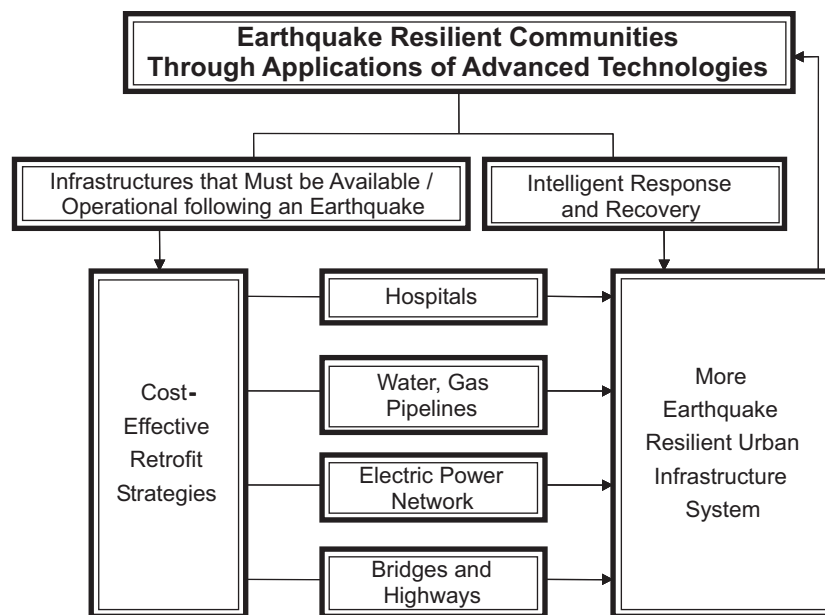 Earthquake Resilient Communities
Through Applications of Advanced Technologies
Infrastructures that Must be Available /
Operational following an Earthquake
Intelligent Response
and Recovery
Cost-
Effective
Retrofit
Strategies
Hospitals
Water, Gas
Pipelines
Electric Power
Network
Bridges and
Highways
More
Earthquake
Resilient Urban
Infrastructure
System